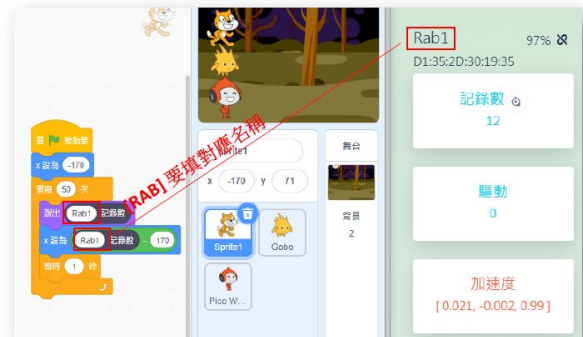 當 被點擊
x 設為 -170
重複 50 次
說出 Rab1 記錄數
x 設為 Rab1 記錄數 - 170
等待 1 秒
[RAB] 要填對應名稱
Sprite1
x -170 y 71
Sprite1
Gobo
Pico W...
舞台
背景
2
Rab1
97%
D1:35:2D:30:19:35
記錄數
12
驅動
0
加速度
[ 0.021, -0.002, 0.99 ]